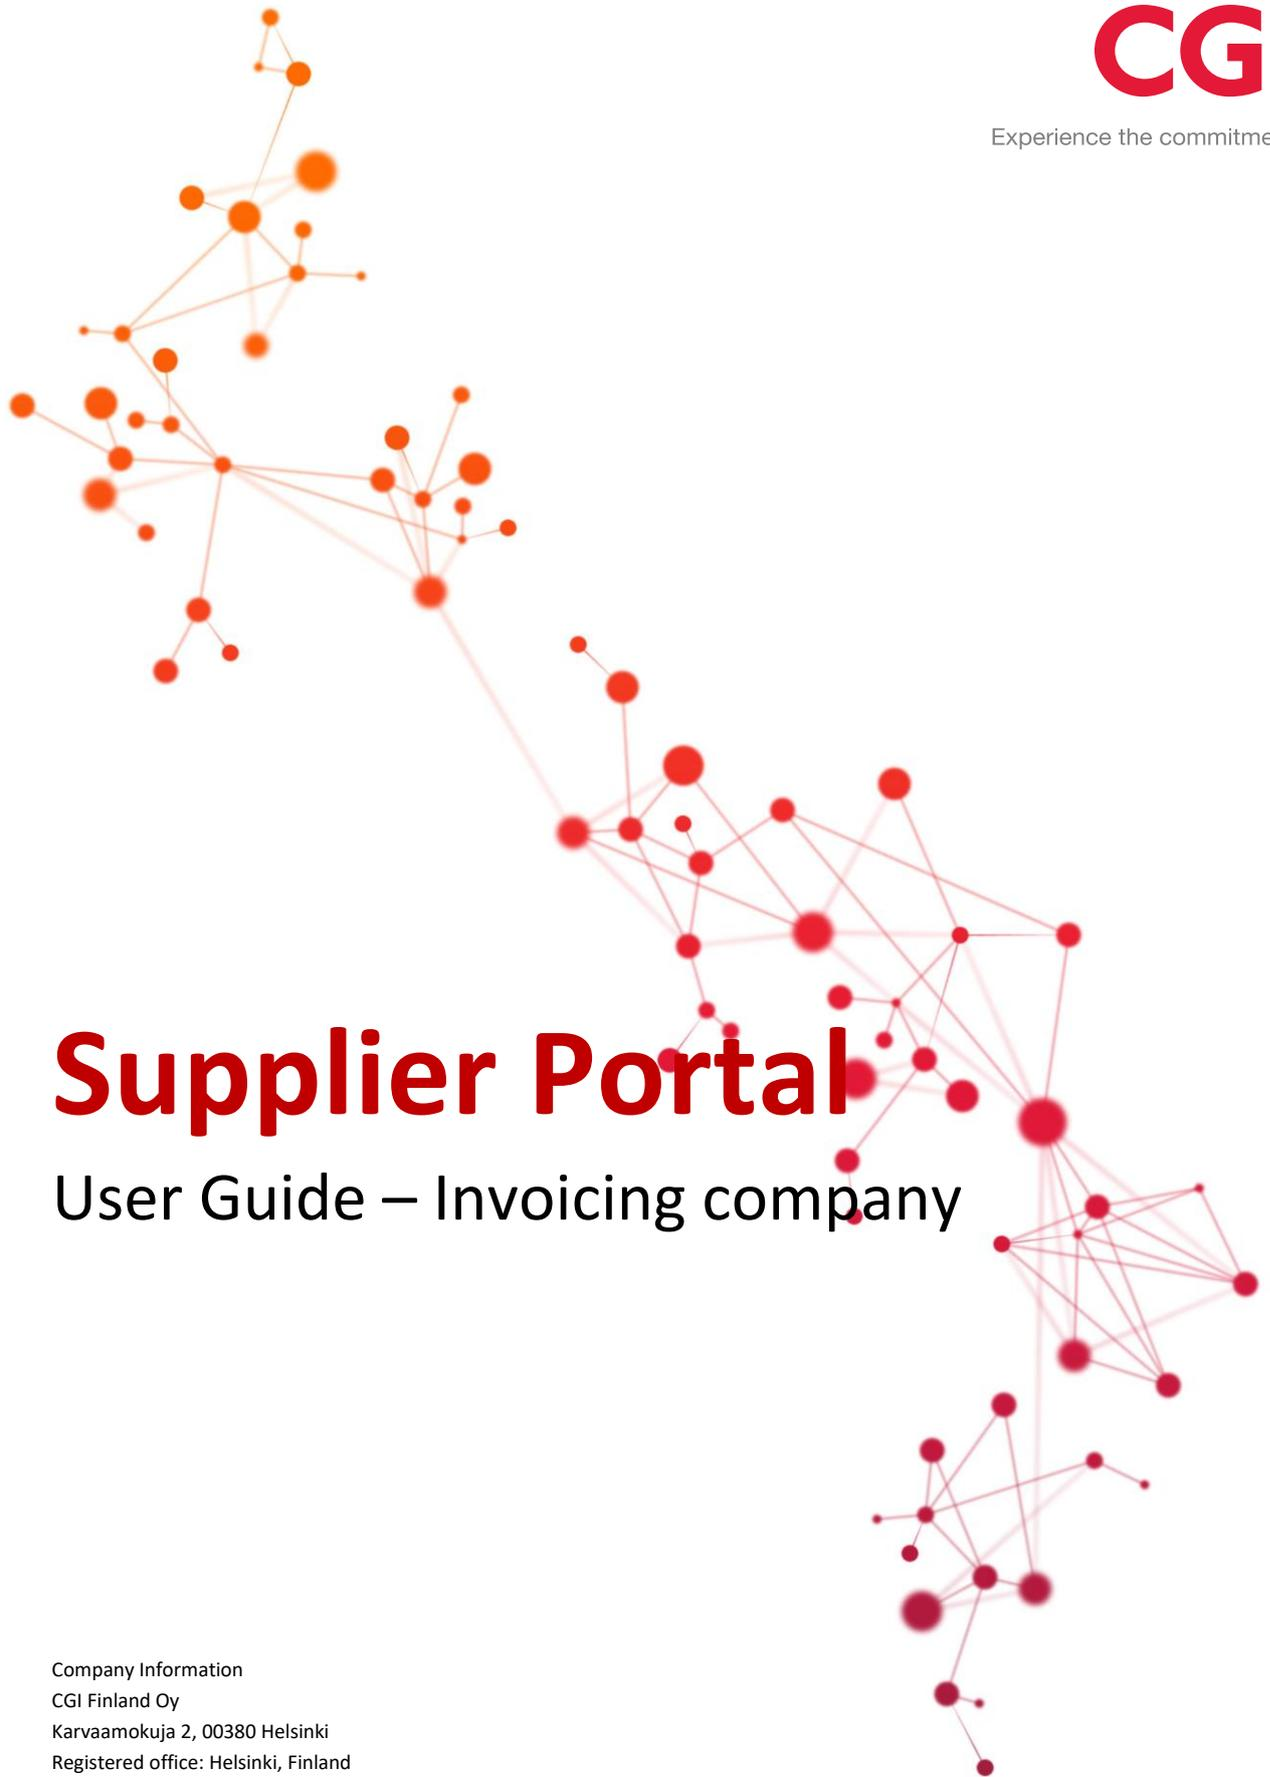 CG
Experience the commitme
Supplier Portal
User Guide – Invoicing company
Company Information
CGI Finland Oy
Karvaamokuja 2, 00380 Helsinki
Registered office: Helsinki, Finland